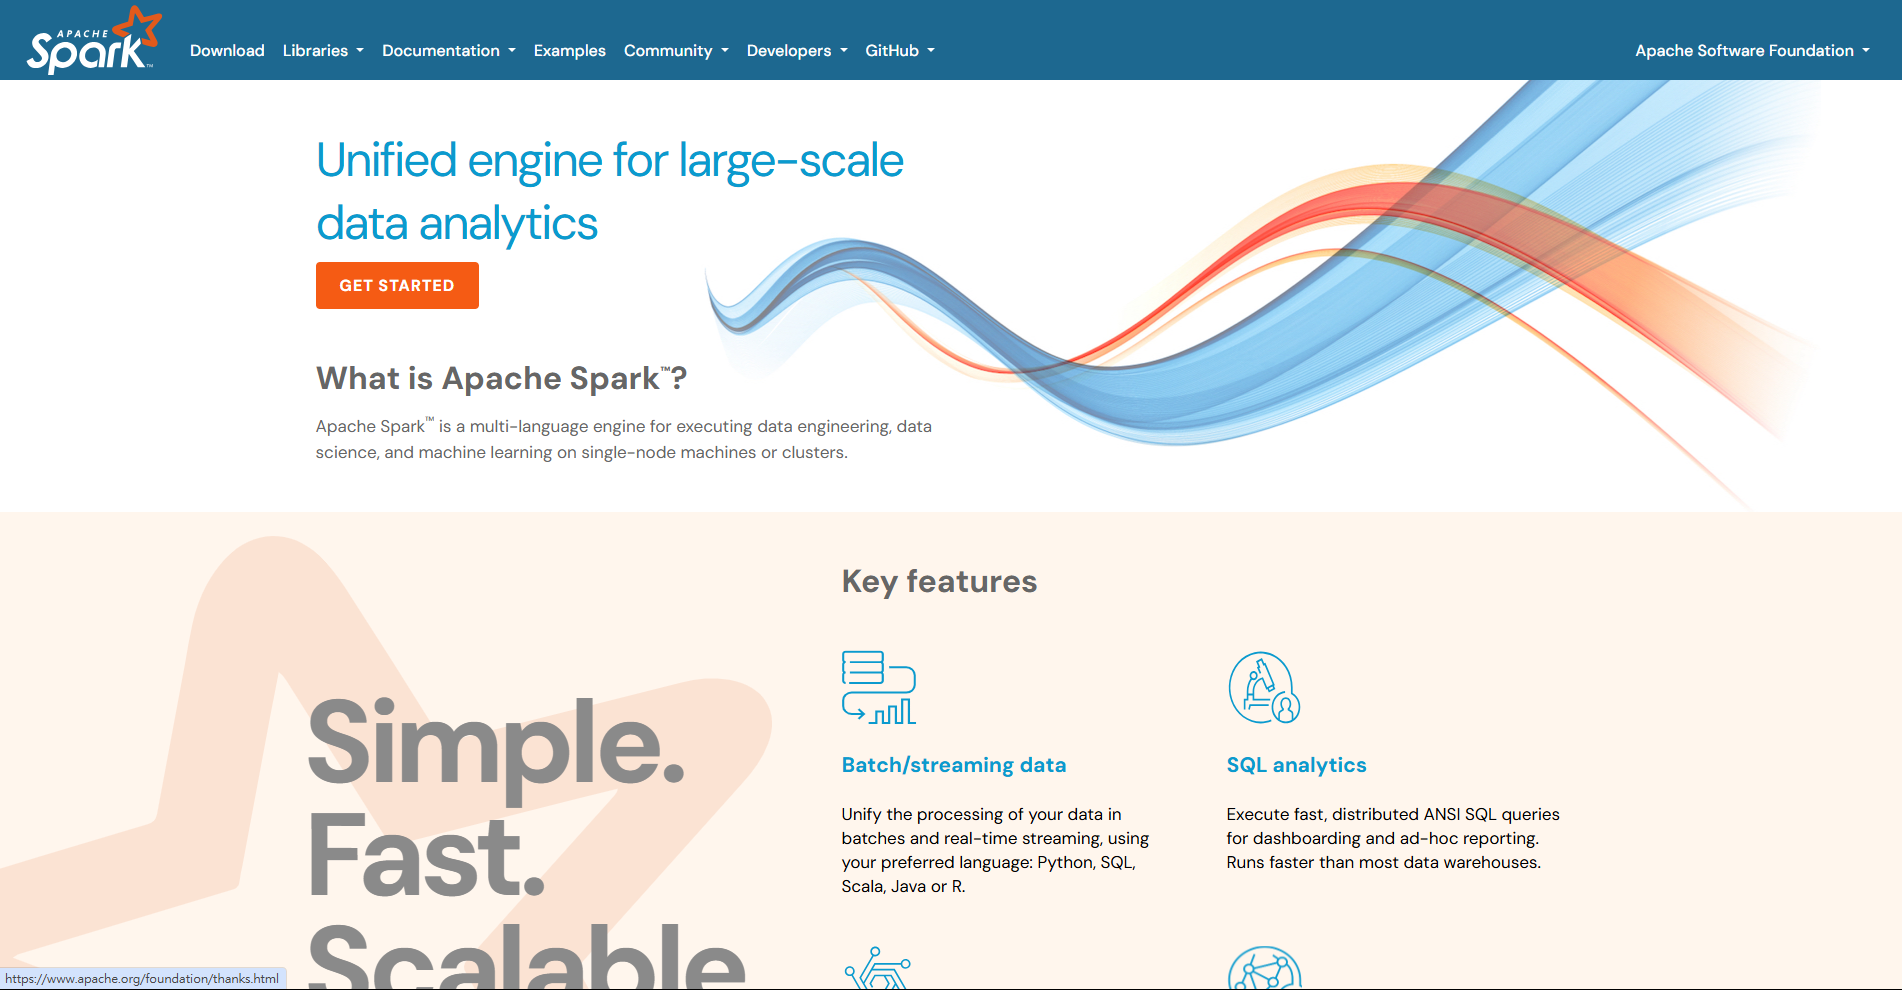 APACHE
Spark™
Download Libraries Documentation Examples Community Developers GitHub Apache Software Foundation
Unified engine for large-scale
data analytics
GET STARTED
What is Apache Spark™?
Apache Spark™ is a multi-language engine for executing data engineering, data
science, and machine learning on single-node machines or clusters.
Simple.
Fast.
Scalable
Key features
Batch/streaming data
Unify the processing of your data in
batches and real-time streaming, using
your preferred language: Python, SQL,
Scala, Java or R.
SQL analytics
Execute fast, distributed ANSI SQL queries
for dashboarding and ad-hoc reporting.
Runs faster than most data warehouses.
https://www.apache.org/foundation/thanks.html